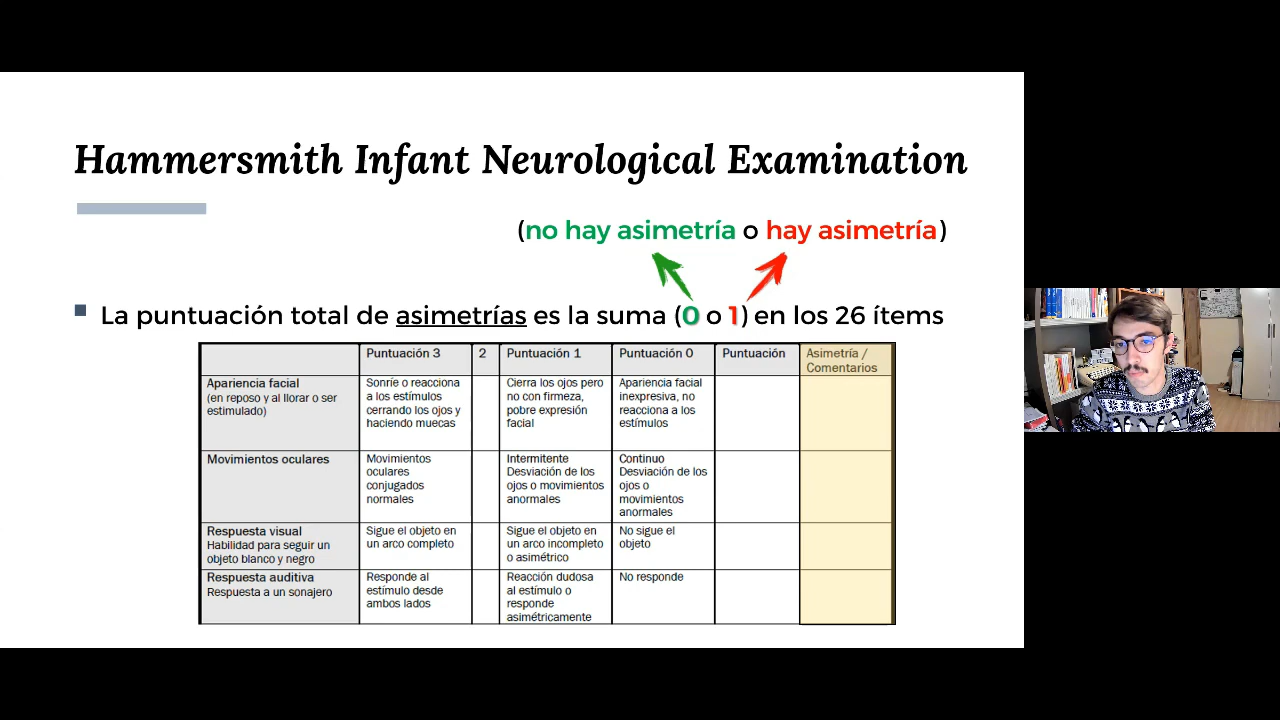 Hammersmith Infant Neurological Examination
(no hay asimetría o hay asimetría)
La puntuación total de asimetrías es la suma (0 o 1) en los 26 ítems
Puntuación 3
2
Puntuación 1
Puntuación 0
Puntuación
Asimetría /
Comentarios
Apariencia facial
(en reposo y al llorar o ser
estimulado)
Sonríe o reacciona
a los estímulos
cerrando los ojos y
haciendo muecas
Cierra los ojos pero
no con firmeza,
pobre expresión
facial
Apariencia facial
inexpresiva, no
reacciona a los
estímulos
Movimientos oculares
Movimientos
oculares
conjugados
normales
Intermitente
Desviación de los
ojos o movimientos
anormales
Continuo
Desviación de los
ojos o
movimientos
anormales
Respuesta visual
Habilidad para seguir un
objeto blanco y negro
Sigue el objeto en
un arco completo
Sigue el objeto en
un arco incompleto
o asimétrico
No sigue el
objeto
Respuesta auditiva
Respuesta a un sonajero
Responde al
estímulo desde
ambos lados
Reacción dudosa
al estímulo o
responde
asimétricamente
No responde